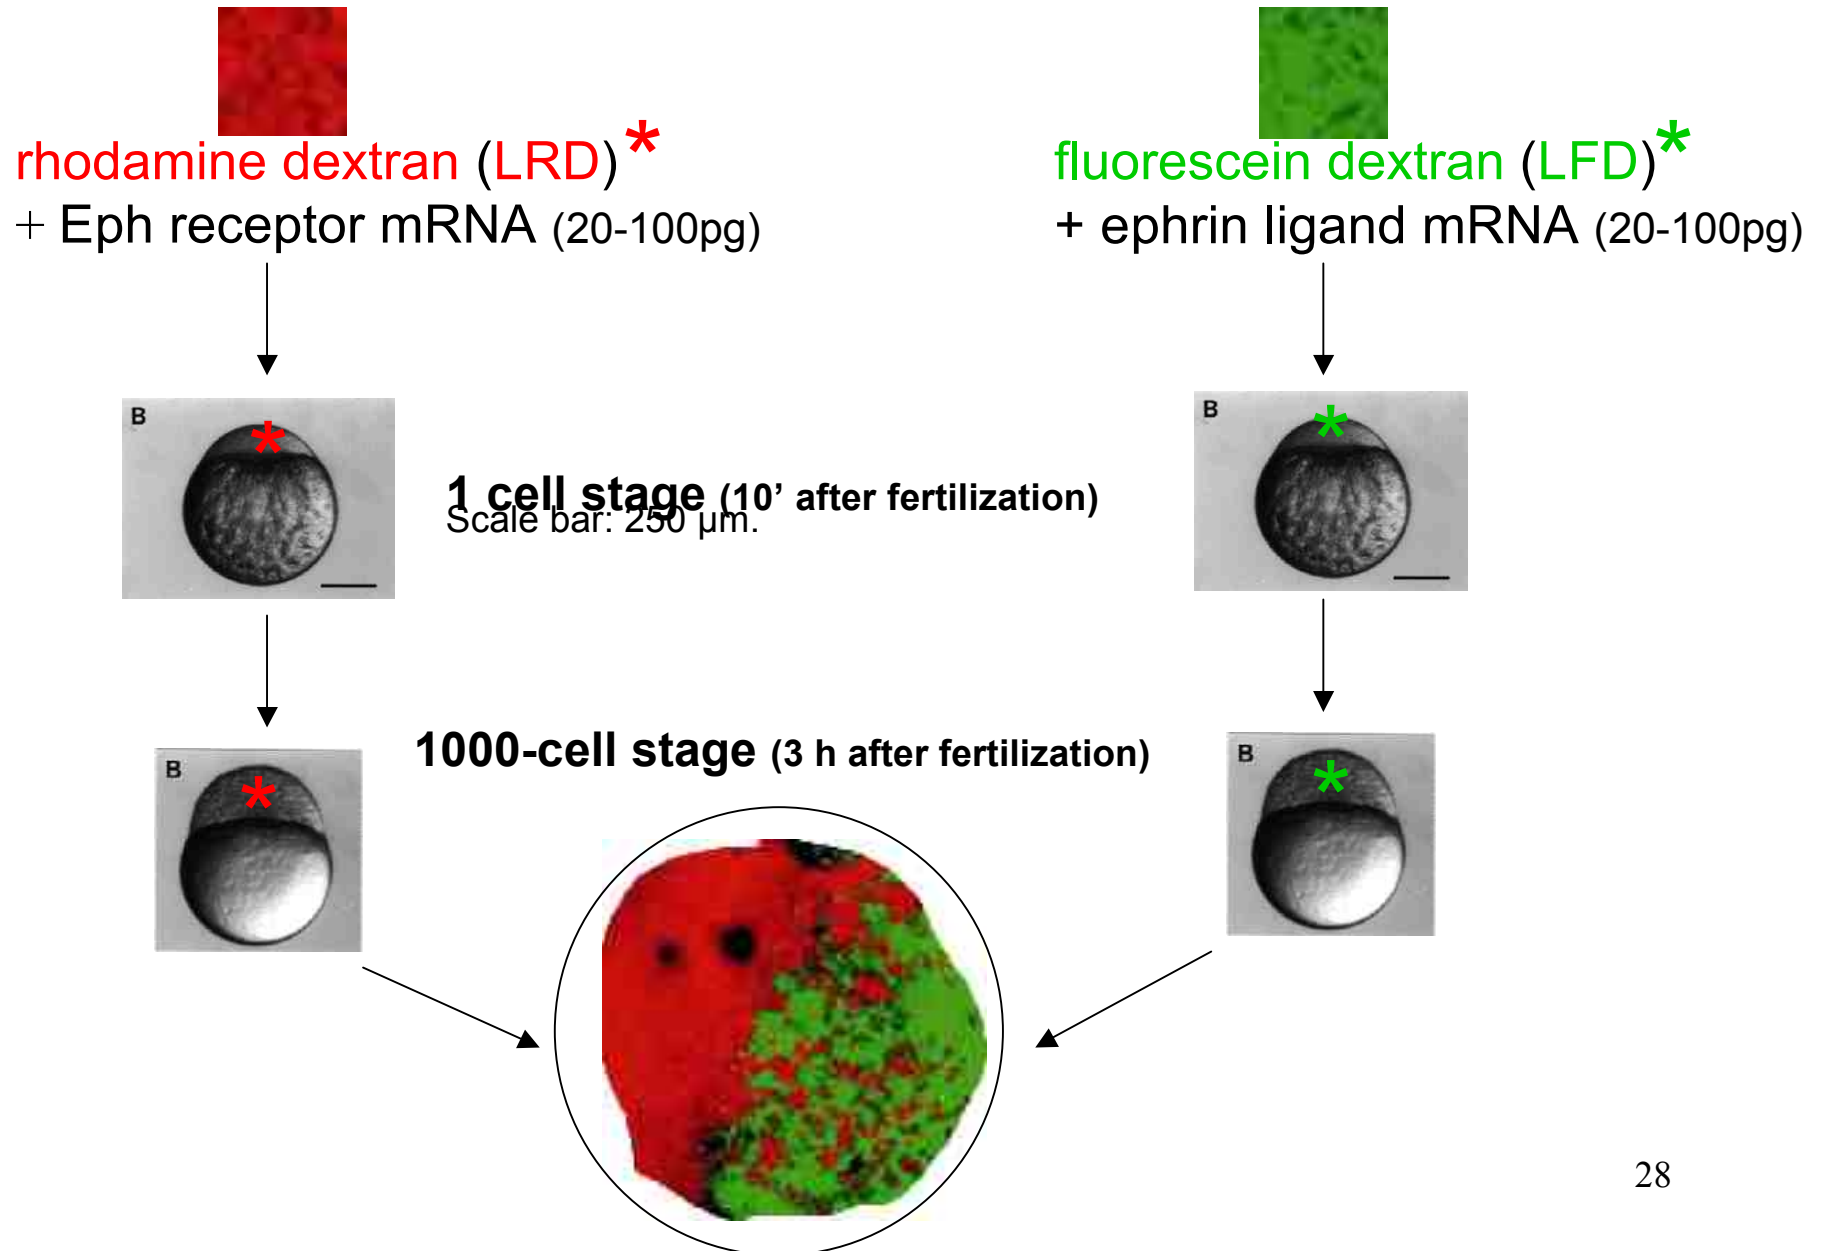 rhodamine dextran (LRD)*
+ Eph receptor mRNA (20-100pg)
fluorescein dextran (LFD)*
+ ephrin ligand mRNA (20-100pg)
B
*
B
*
1 cell stage (10’ after fertilization)
Scale bar: 250 µm.
1000-cell stage (3 h after fertilization)
B
*
B
*
28